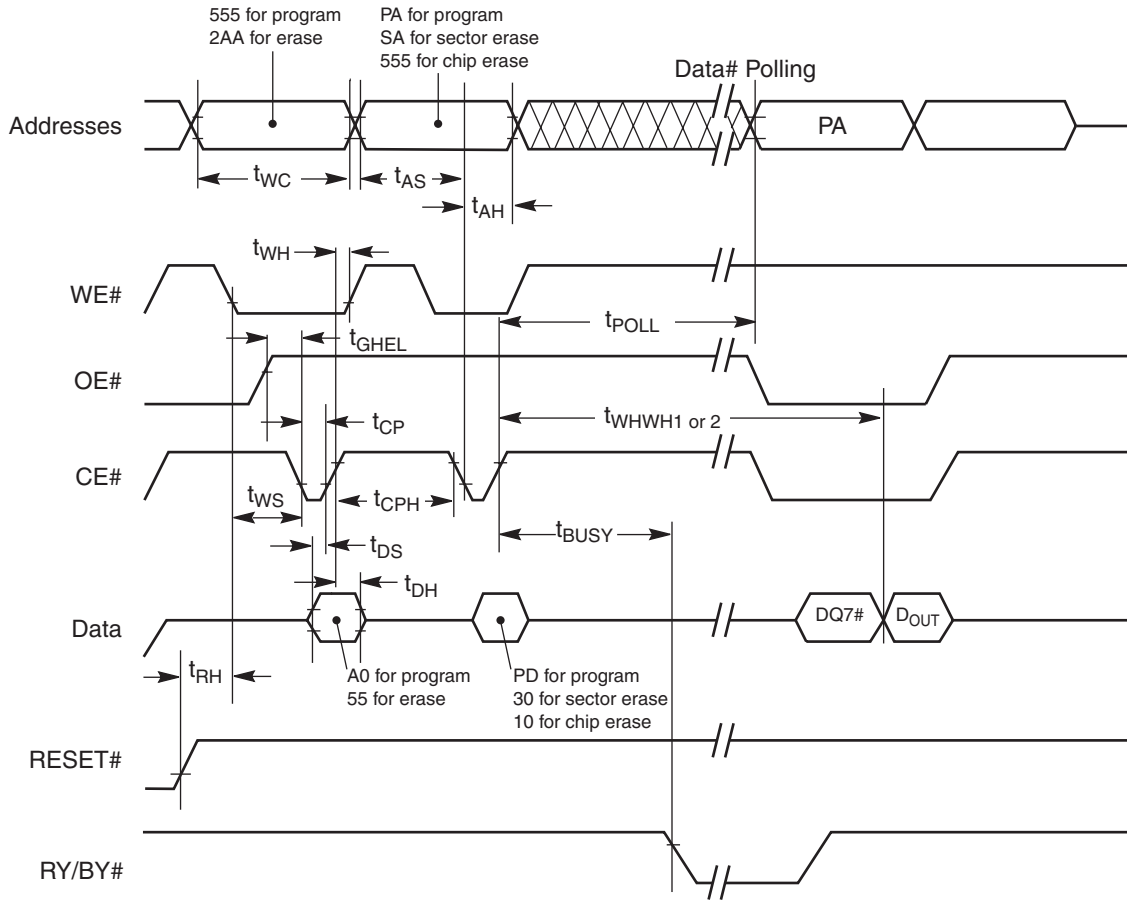 555 for program
2AA for erase
PA for program
SA for sector erase
555 for chip erase
Data# Polling
Addresses
PA
tWC
tAS
tAH
tWH
WE#
tPOLL
tGHEL
OE#
tWHWH1 or 2
tCP
CE#
tWS
tCPH
tBUSY
tDS
tDH
Data
DQ7#
DOUT
tRH
A0 for program
55 for erase
PD for program
30 for sector erase
10 for chip erase
RESET#
RY/BY#